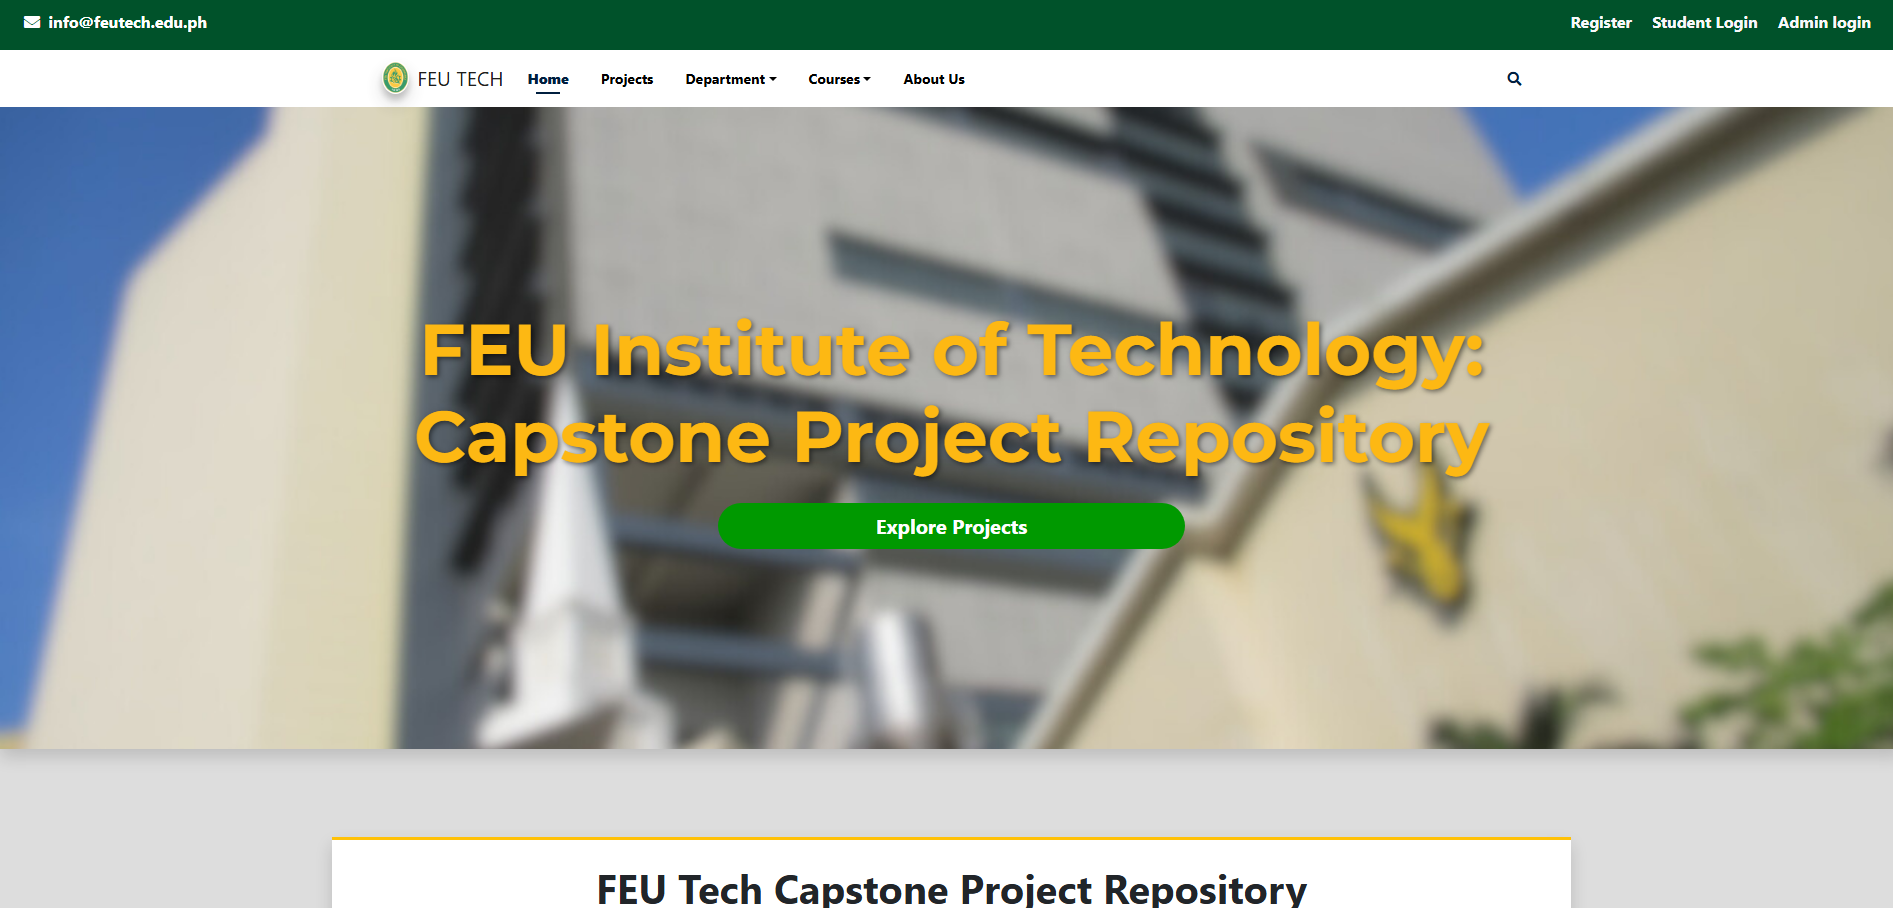 info@feutech.edu.ph
Register Student Login Admin login
FEU TECH Home Projects Department Courses About Us
FEU Institute of Technology:
Capstone Project Repository
Explore Projects
FEU Tech Capstone Project Repository